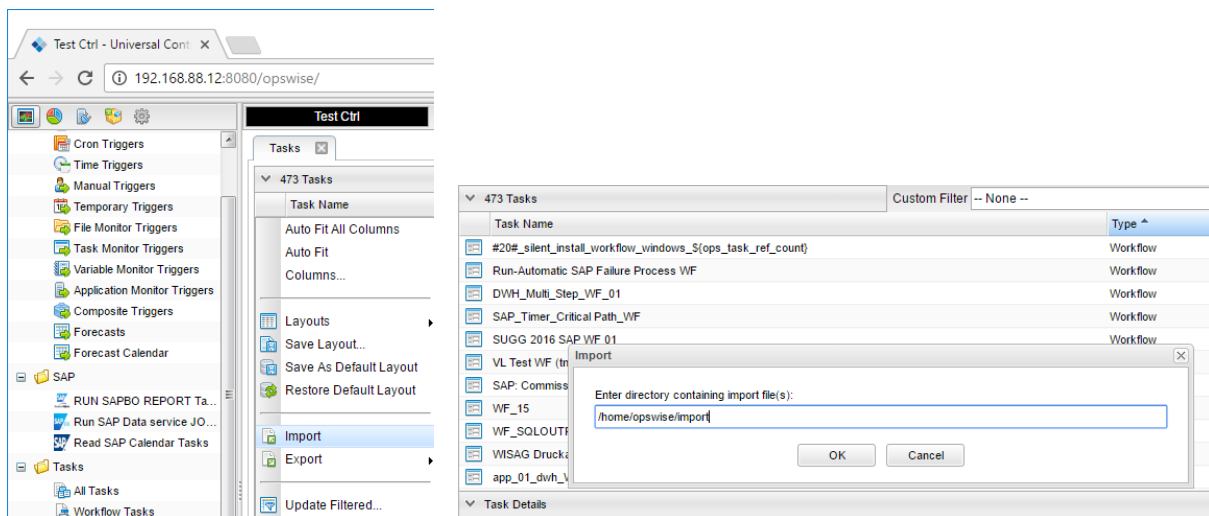 Test Ctrl - Universal Cont
192.168.88.12:8080/opswise/
Cron Triggers
Time Triggers
Manual Triggers
Temporary Triggers
File Monitor Triggers
Task Monitor Triggers
Variable Monitor Triggers
Application Monitor Triggers
Composite Triggers
Forecasts
Forecast Calendar
SAP
RUN SAPBO REPORT Ta...
Run SAP Data service JO...
Read SAP Calendar Tasks
Tasks
All Tasks
Workflow Tasks
Test Ctrl
Tasks
473 Tasks
Task Name
Auto Fit All Columns
Auto Fit
Columns...
Layouts
Save Layout...
Save As Default Layout
Restore Default Layout
Import
Export
Update Filtered...
473 Tasks
Custom Filter -- None --
Task Name Type
#20#_silent_install_workflow_windows_${ops_task_ref_count} Workflow
Run-Automatic SAP Failure Process WF Workflow
DWH_Multi_Step_WF_01 Workflow
SAP_Timer_Critical Path_WF Workflow
SUGG 2016 SAP WF 01 Workflow
VL Test WF
SAP: Commiss
WF_15
WF_SQLOUTF
WISAG Drucka
app_01_dwh_
Import
Enter directory containing import file(s):
/home/opswise/import
OK Cancel
Task Details